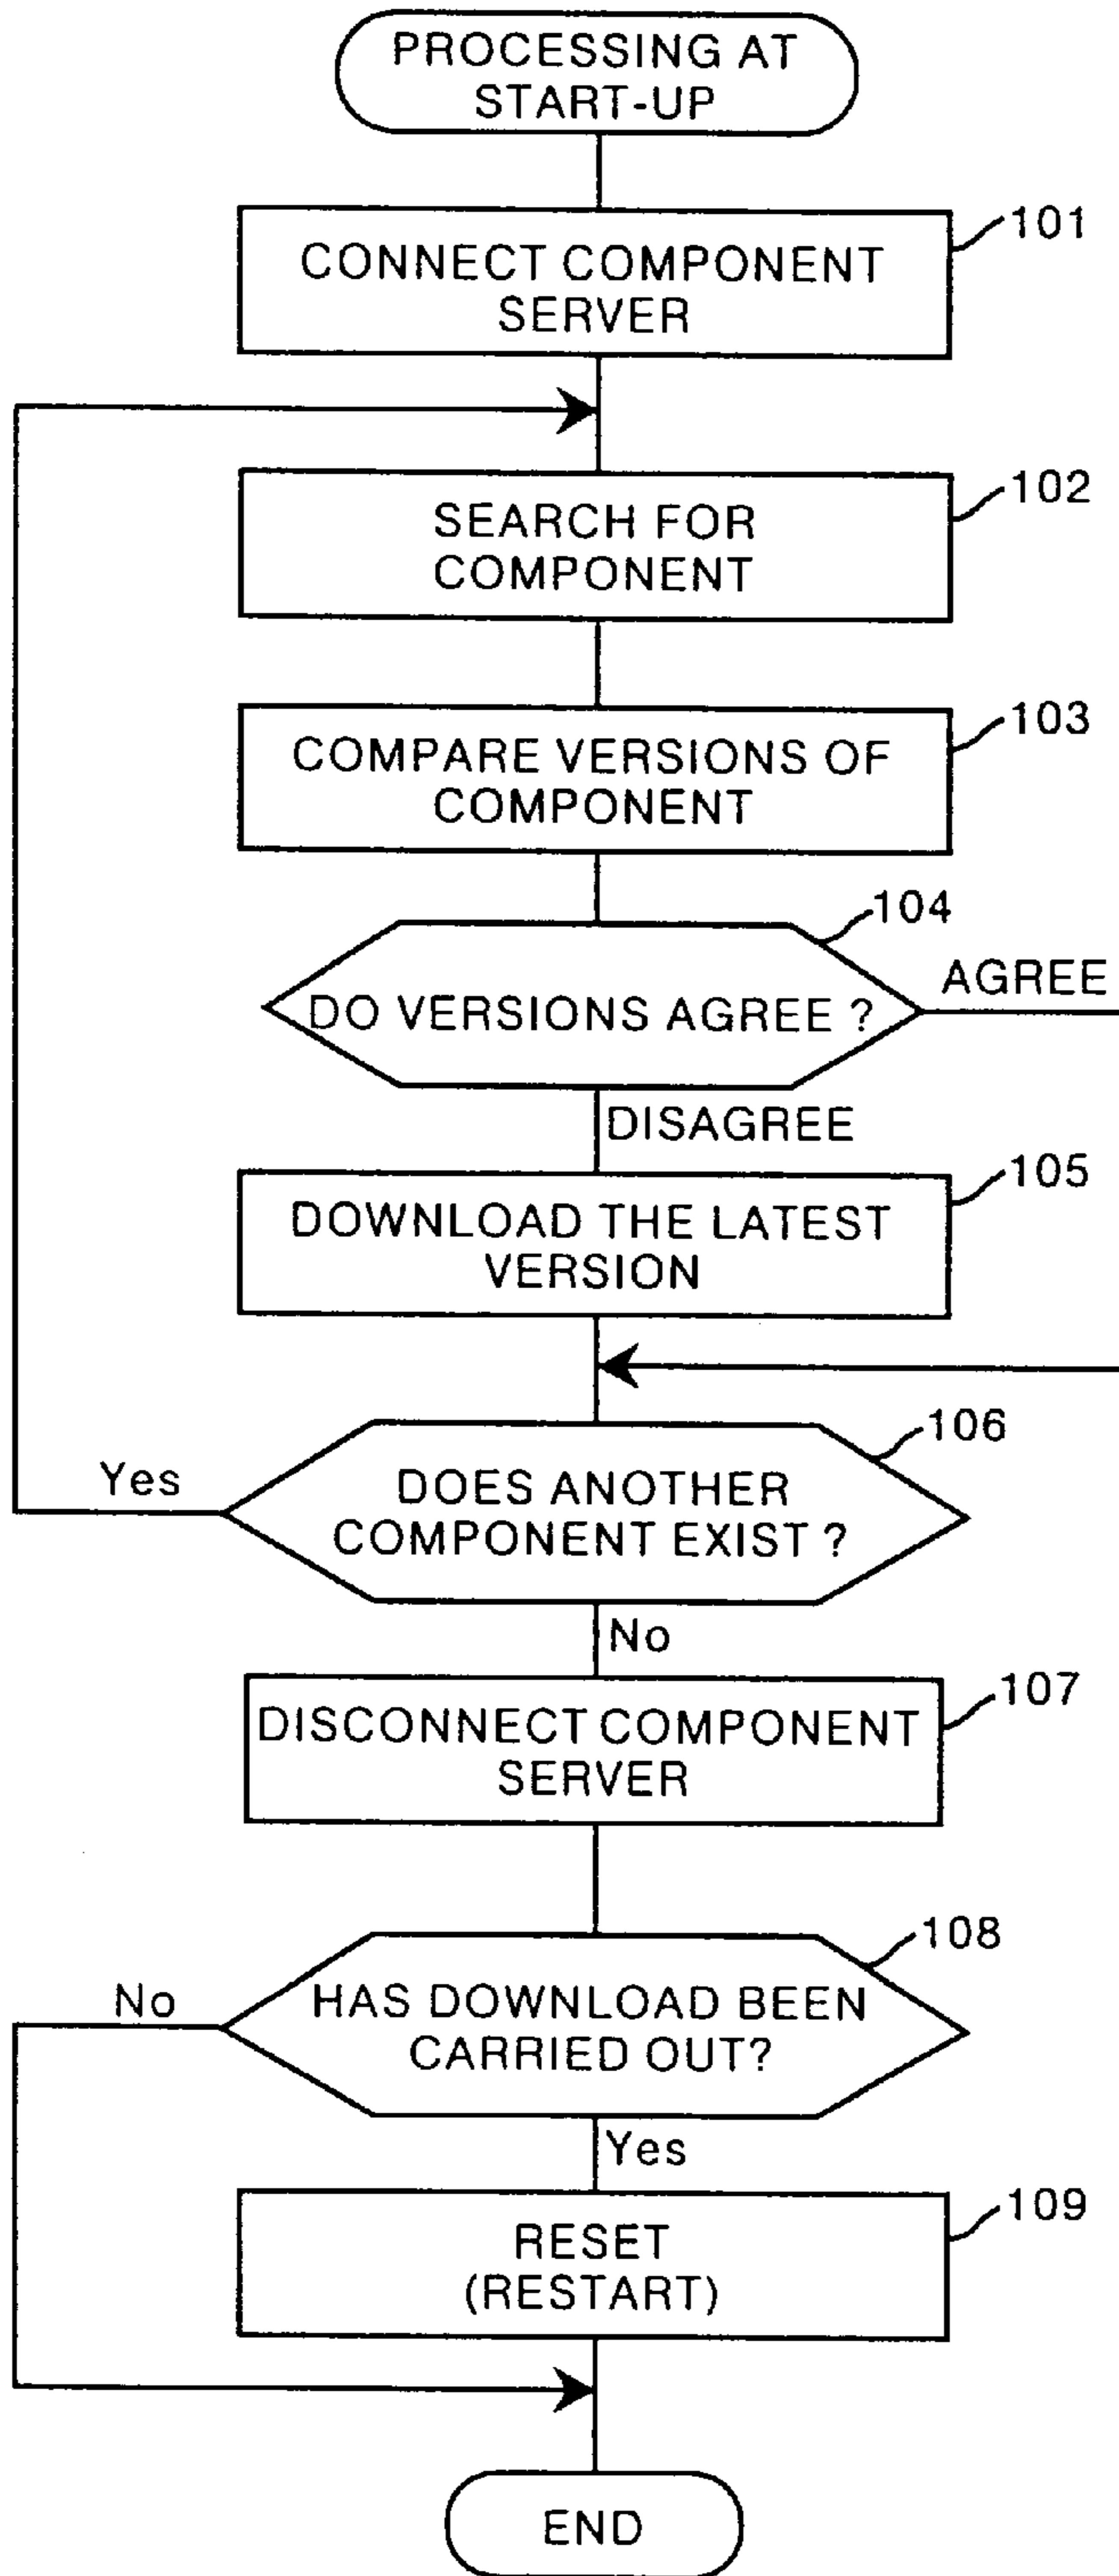 PROCESSING AT
START-UP
101
CONNECT COMPONENT
SERVER
102
SEARCH FOR
COMPONENT
103
COMPARE VERSIONS OF
COMPONENT
104
DO VERSIONS AGREE ?
AGREE
DISAGREE
105
DOWNLOAD THE LATEST
VERSION
106
Yes
DOES ANOTHER
COMPONENT EXIST ?
No
107
DISCONNECT COMPONENT
SERVER
108
No
HAS DOWNLOAD BEEN
CARRIED OUT?
Yes
109
RESET
(RESTART)
END